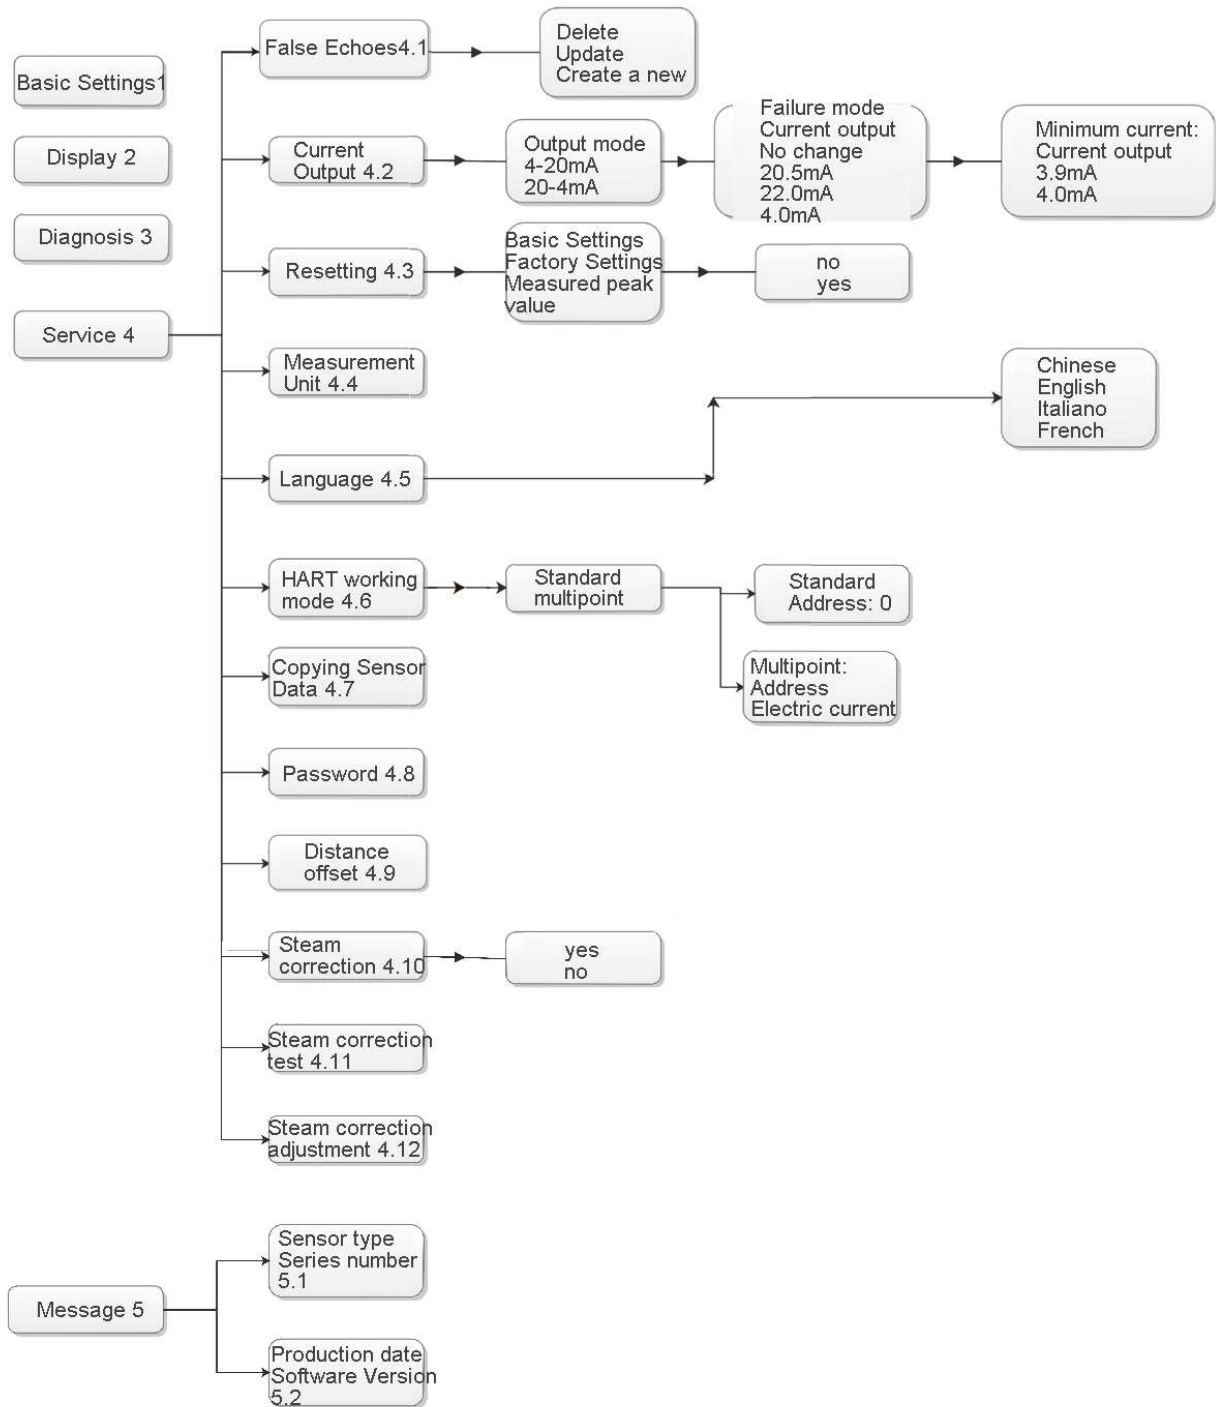 Basic Settings1
Display 2
Diagnosis 3
Service 4
False Echoes4.1
Delete
Update
Create a new
Current
Output 4.2
Output mode
4-20mA
20-4mA
Failure mode
Current output
No change
20.5mA
22.0mA
4.0mA
Minimum current:
Current output
3.9mA
4.0mA
Resetting 4.3
Basic Settings
Factory Settings
Measured peak
value
no
yes
Measurement
Unit 4.4
Language 4.5
Chinese
English
Italiano
French
HART working
mode 4.6
Standard
multipoint
Standard
Address: 0
Multipoint:
Address
Electric current
Copying Sensor
Data 4.7
Password 4.8
Distance
offset 4.9
Steam
correction 4.10
yes
no
Steam correction
test 4.11
Steam correction
adjustment 4.12
Message 5
Sensor type
Series number
5.1
Production date
Software Version
5.2